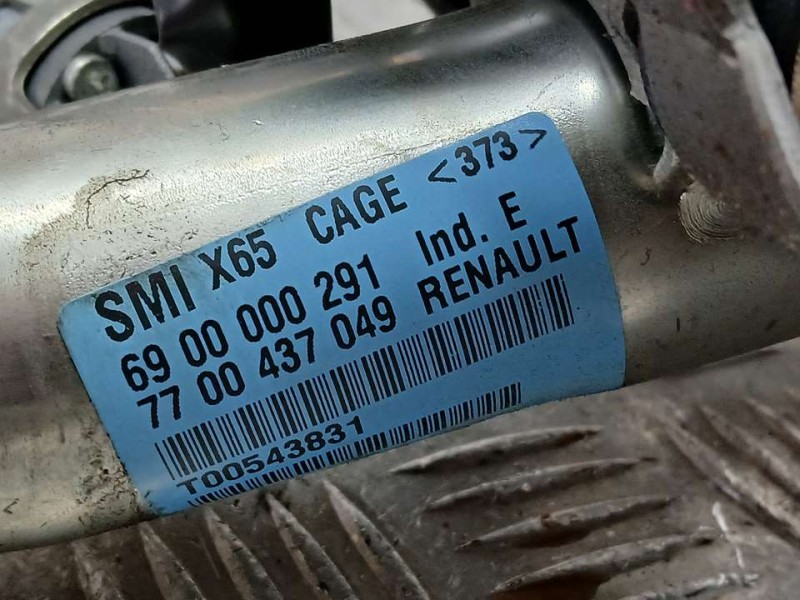 SMI X65 CAGE <373>
69 00 000 291 Ind. E
77 00 437 049 RENAULT
T00543831